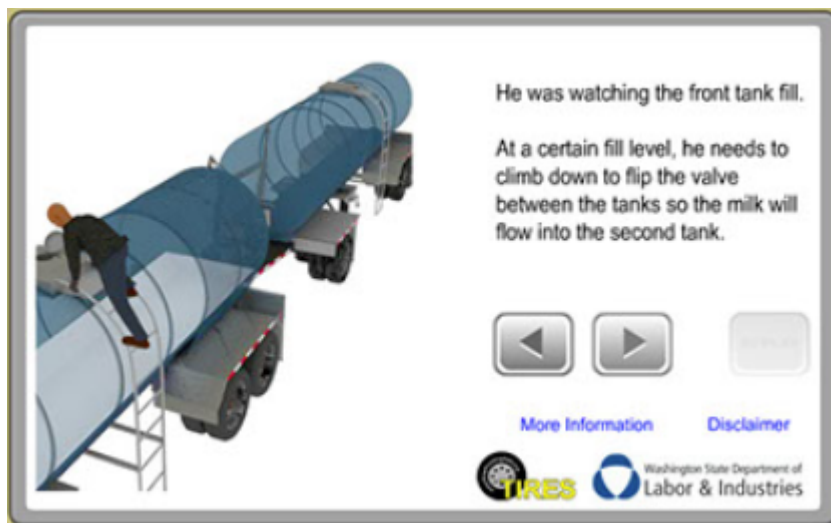 He was watching the front tank fill.
At a certain fill level, he needs to
climb down to flip the valve
between the tanks so the milk will
flow into the second tank.
More Information
Disclaimer
TIRES
Washington State Department of
Labor & Industries